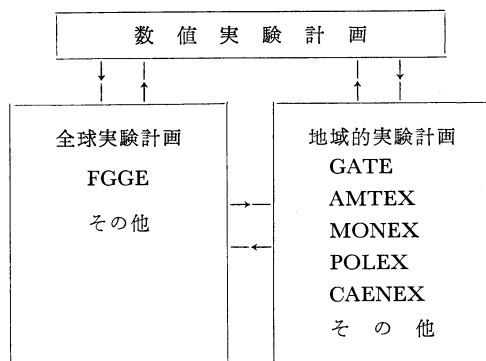 数値実験計画
全球実験計画
FGGE
その他
地域的実験計画
GATE
AMTEX
MONEX
POLEX
CAENEX
その他